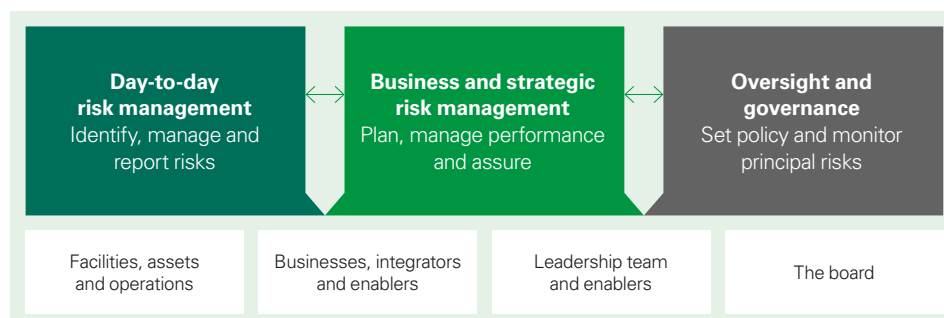 Day-to-day
risk management
Identify, manage and
report risks
Business and strategic
risk management
Plan, manage performance
and assure
Oversight and
governance
Set policy and monitor
principal risks
Facilities, assets
and operations
Businesses, integrators
and enablers
Leadership team
and enablers
The board